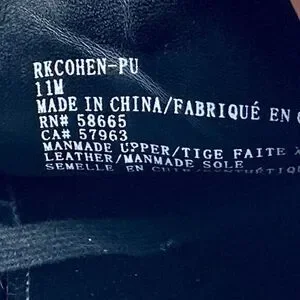 RKCOHEN-PU
11M
MADE IN CHINA/FABRIQUÉ EN
RN# 58665
CA# 57963
MANMADE UPPER/TIGE FAITE
LEATHER/MANMADE SOLE
SEMELLE EN